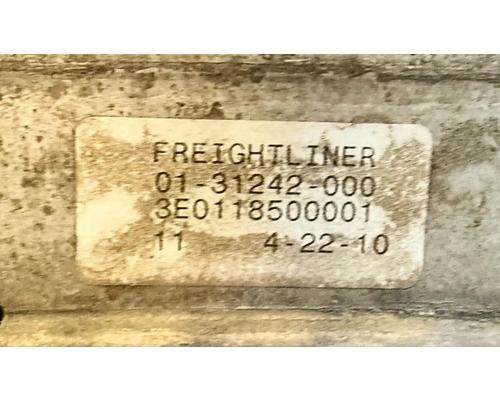 FREIGHTLINER
01-31242-000
3E0118500001
11 4-22-10